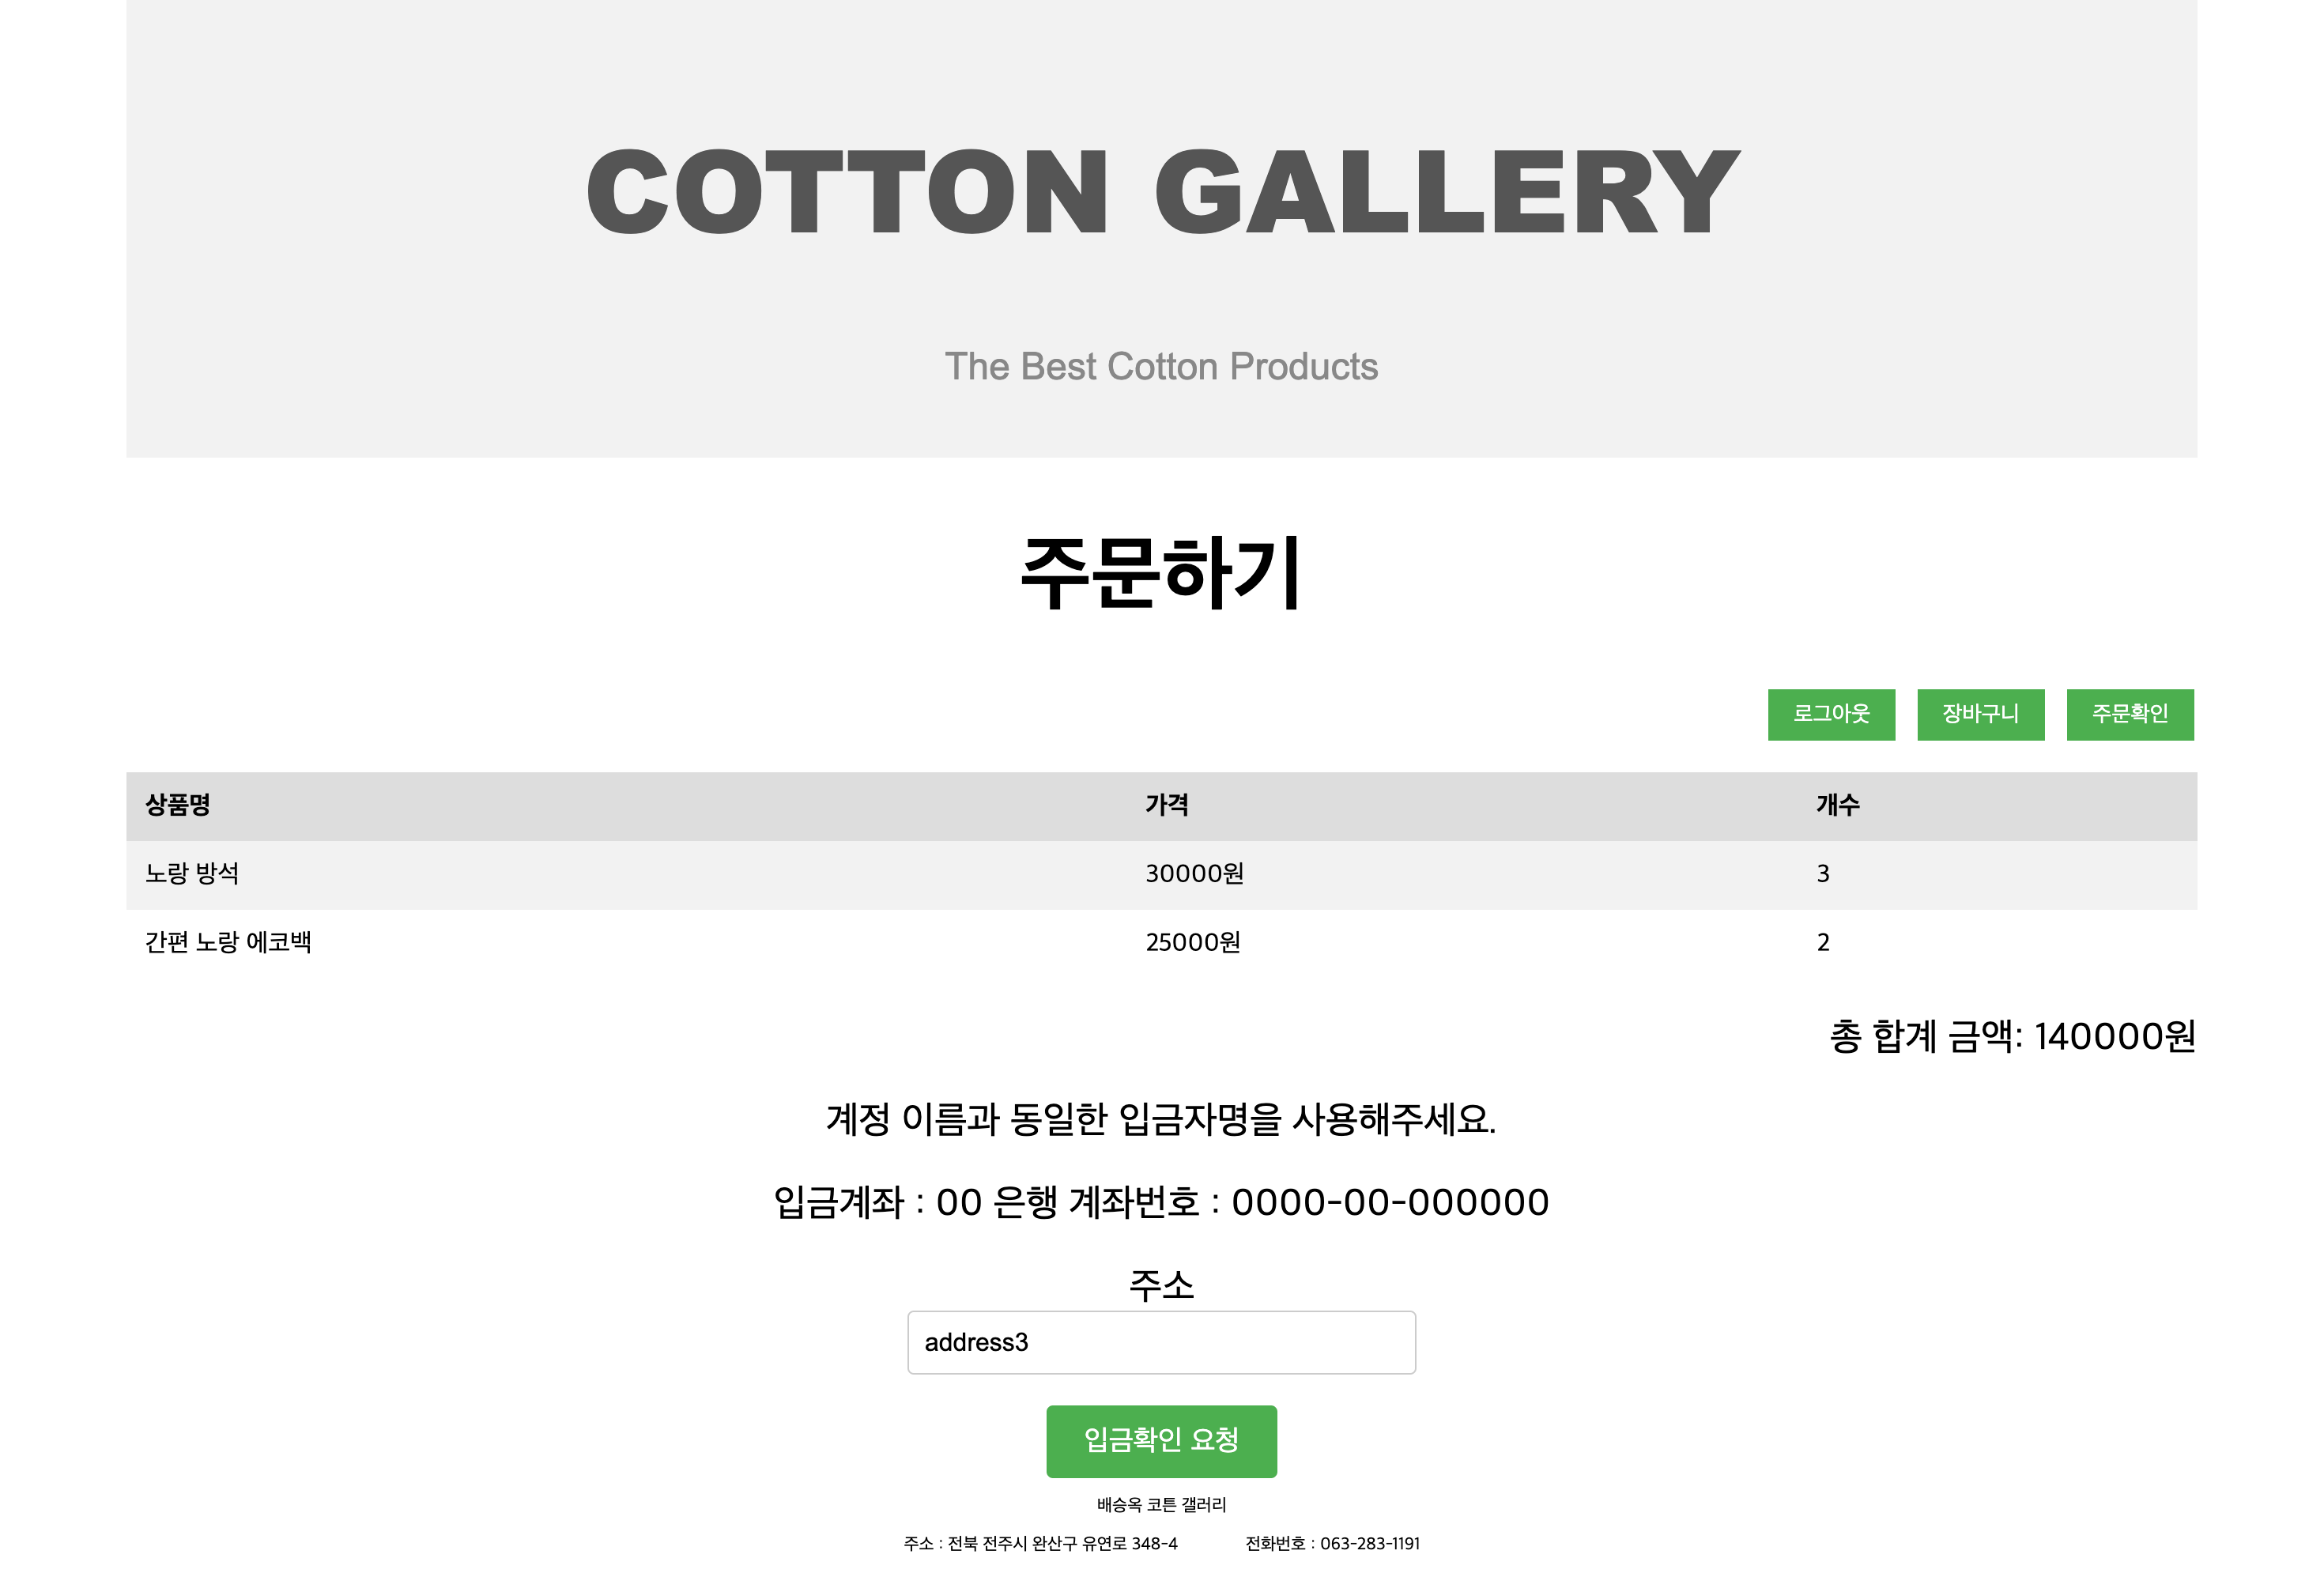 COTTON GALLERY
The Best Cotton Products
주문하기
로그아웃 장바구니 주문확인
상품명 가격 개수
노랑 방석 30000원 3
간편 노랑 에코백 25000원 2
총 합계 금액: 140000원
계정 이름과 동일한 입금자명을 사용해주세요.
입금계좌 : 00 은행 계좌번호 : 0000-00-000000
주소
address3
입금확인 요청
배승옥 코튼 갤러리
주소 : 전북 전주시 완산구 유연로 348-4 전화번호 : 063-283-1191